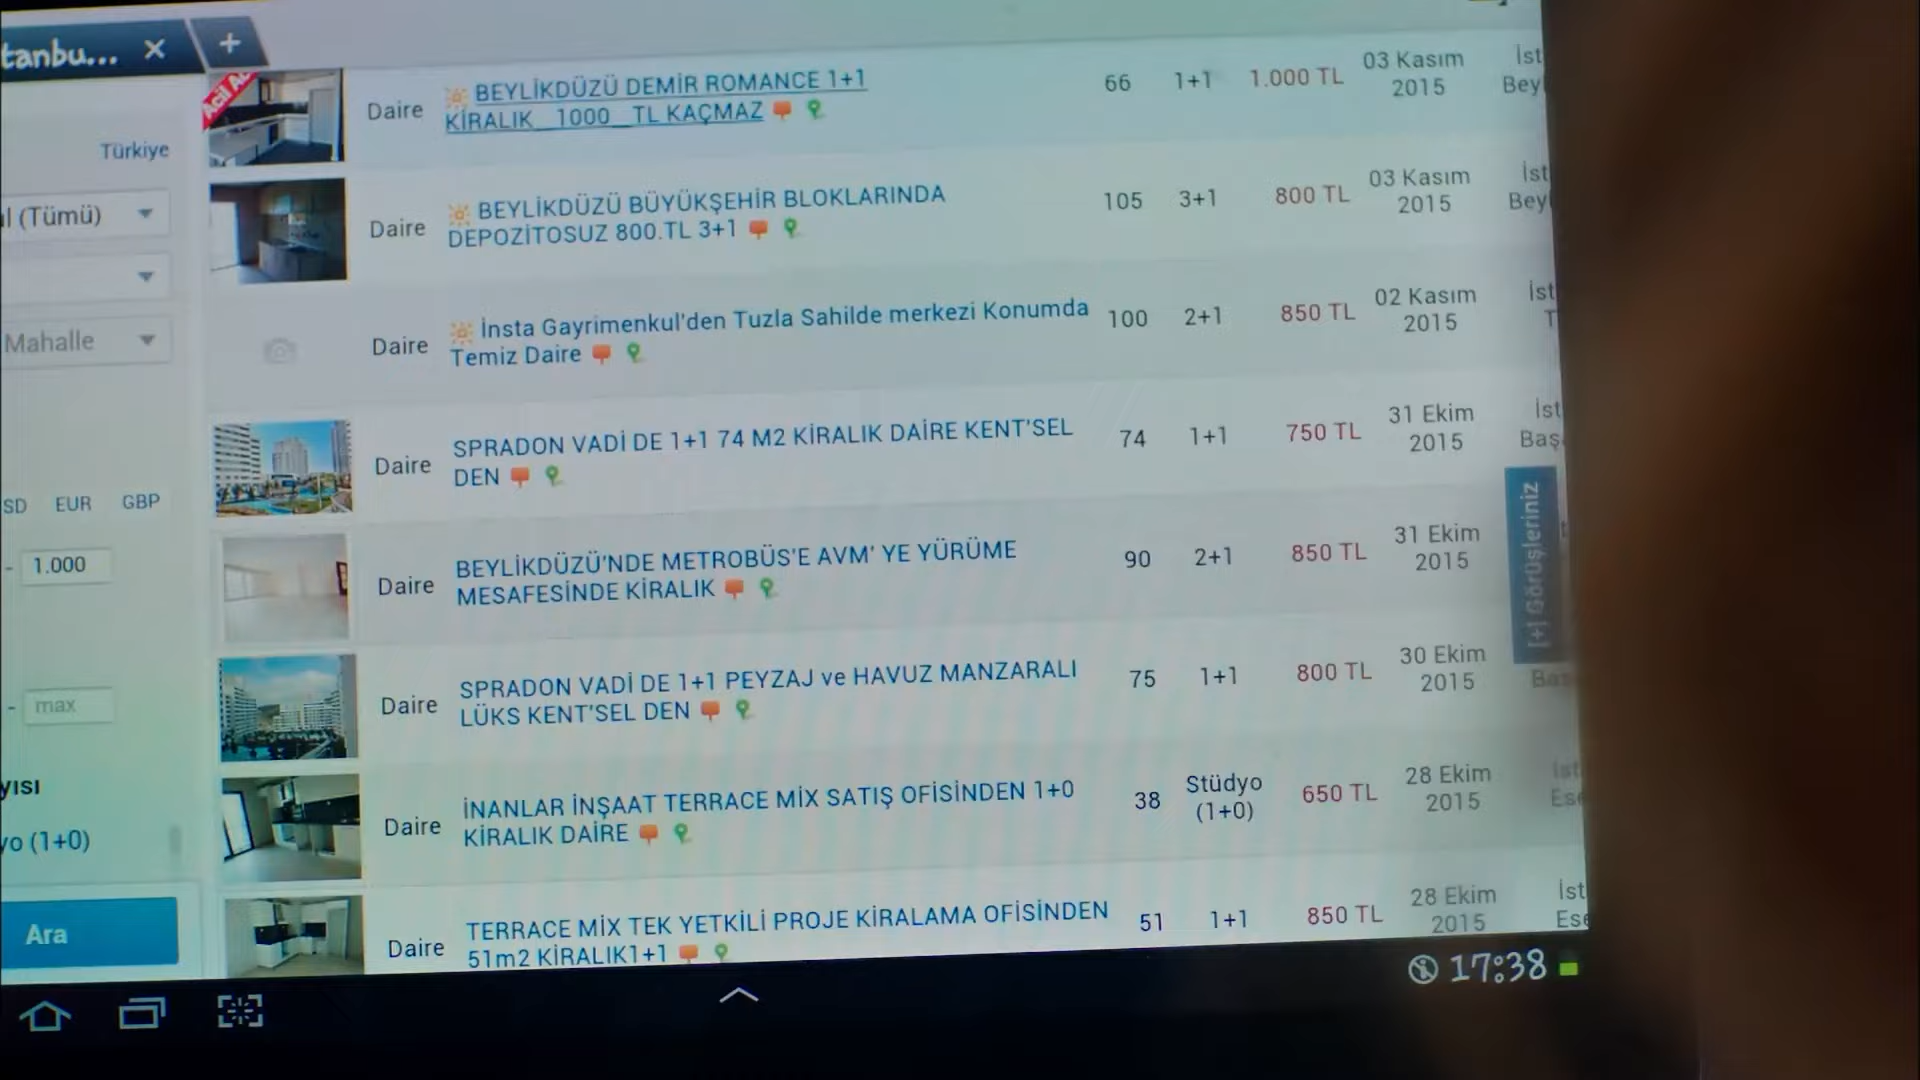 tanbu... × +
Türkiye
(Tümü)
Mahalle
EUR GBP
- 1.000
- max
(1+0)
Ara
Acil
Daire
BEYLİKDÜZÜ DEMİR ROMANCE 1+1
KİRALIK__1000__TL KAÇMAZ
66 1+1 1.000 TL
03 Kasım
2015
İst
Bey
Daire
BEYLİKDÜZÜ BÜYÜKŞEHİR BLOKLARINDA
DEPOZİTOSUZ 800.TL 3+1
105 3+1 800 TL
03 Kasım
2015
İst
Bey
Daire
İnsta Gayrimenkul'den Tuzla Sahilde merkezi Konumda
Temiz Daire
100 2+1 850 TL
02 Kasım
2015
İst
T
Daire
SPRADON VADİ DE 1+1 74 M2 KİRALIK DAİRE KENT'SEL
DEN
74 1+1 750 TL
31 Ekim
2015
İst
Baş
Daire
BEYLİKDÜZÜ'NDE METROBÜS'E AVM' YE YÜRÜME
MESAFESİNDE KİRALIK
90 2+1 850 TL
31 Ekim
2015
[+] Görüşleriniz
Daire
SPRADON VADİ DE 1+1 PEYZAJ ve HAVUZ MANZARALI
LÜKS KENT'SEL DEN
75 1+1 800 TL
30 Ekim
2015
Daire
İNANLAR İNŞAAT TERRACE MİX SATIŞ OFİSİNDEN 1+0
KİRALIK DAİRE
38
Stüdyo
(1+0)
650 TL
28 Ekim
2015
İst
Ese
Daire
TERRACE MİX TEK YETKİLİ PROJE KİRALAMA OFİSİNDEN
51m2 KİRALIK1+1
51 1+1 850 TL
28 Ekim
2015
İst
Ese
17:38